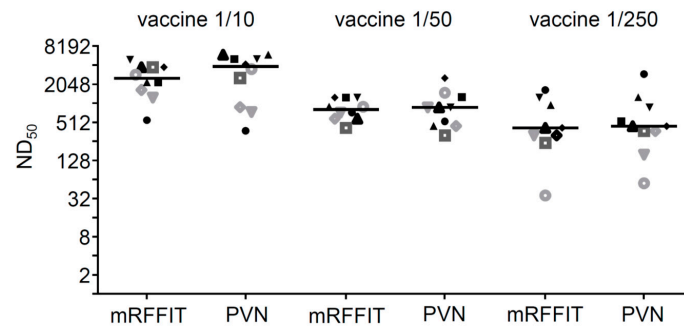 vaccine 1/10 vaccine 1/50 vaccine 1/250
8192
2048
512
128
32
8
2
ND50
mRFFIT PVN mRFFIT PVN mRFFIT PVN